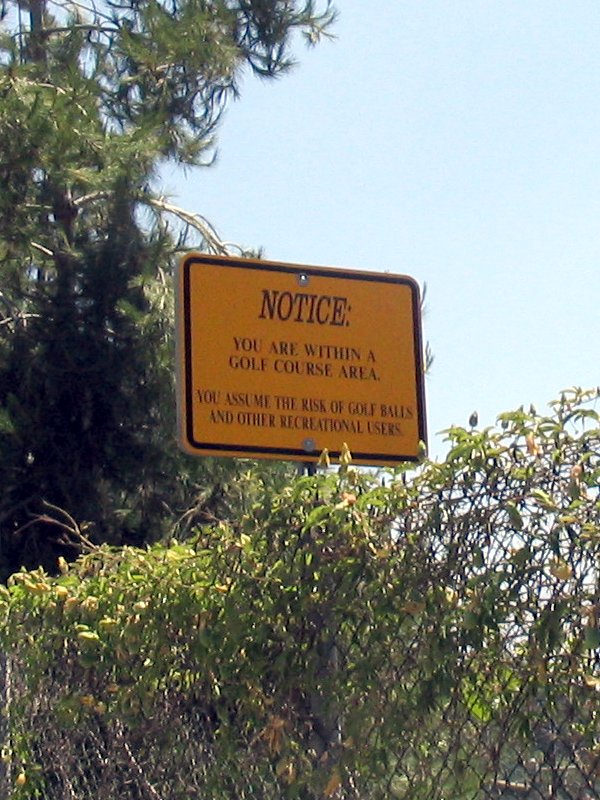 NOTICE:
YOU ARE WITHIN A
GOLF COURSE AREA.
YOU ASSUME THE RISK OF GOLF BALLS
AND OTHER RECREATIONAL USERS.